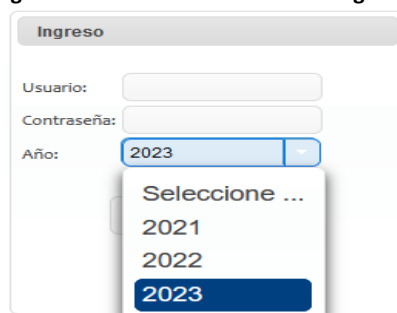 Ingreso
Usuario:
Contraseña:
Año: 2023
Seleccione ...
2021
2022
2023